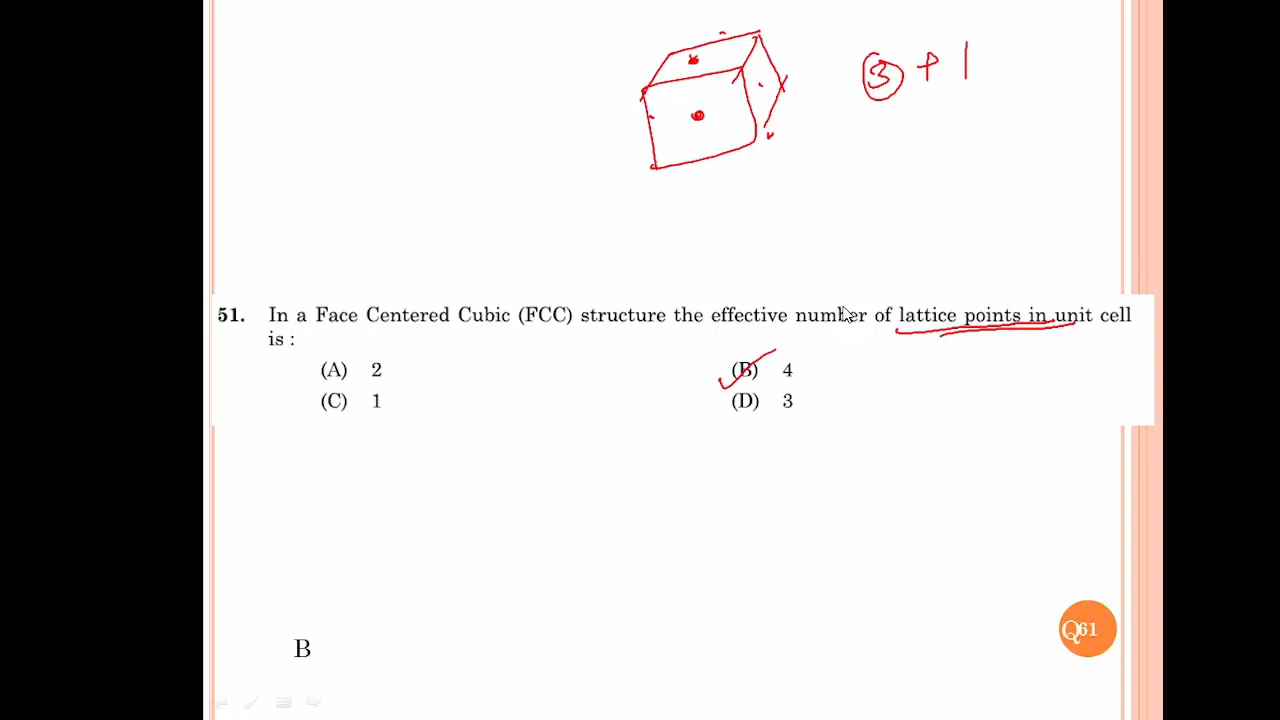 3 + 1
51. In a Face Centered Cubic (FCC) structure the effective number of lattice points in unit cell
is :
(A) 2 (B) 4
(C) 1 (D) 3
Q61
B